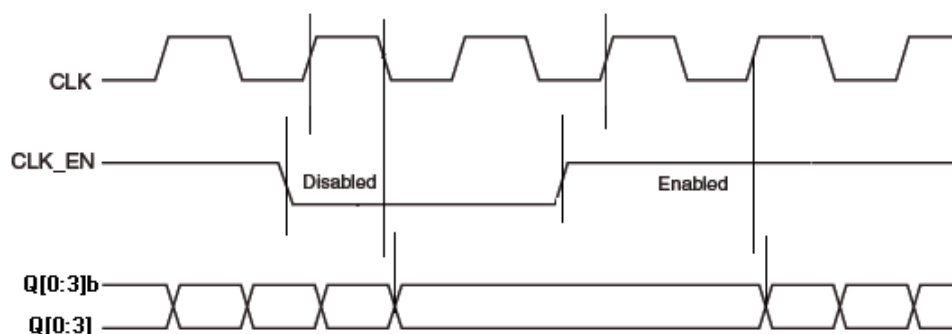 CLK
CLK_EN
Disabled
Enabled
Q[0:3]b
Q[0:3]